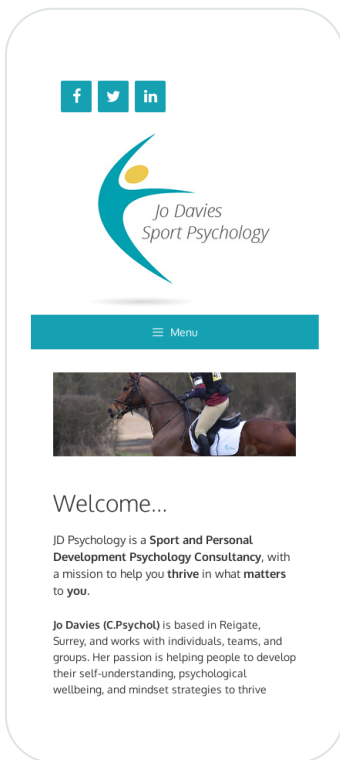 Jo Davies
Sport Psychology
Menu
Welcome...
JD Psychology is a Sport and Personal
Development Psychology Consultancy, with
a mission to help you thrive in what matters
to you.
Jo Davies (C.Psychol) is based in Reigate,
Surrey, and works with individuals, teams, and
groups. Her passion is helping people to develop
their self-understanding, psychological
wellbeing, and mindset strategies to thrive